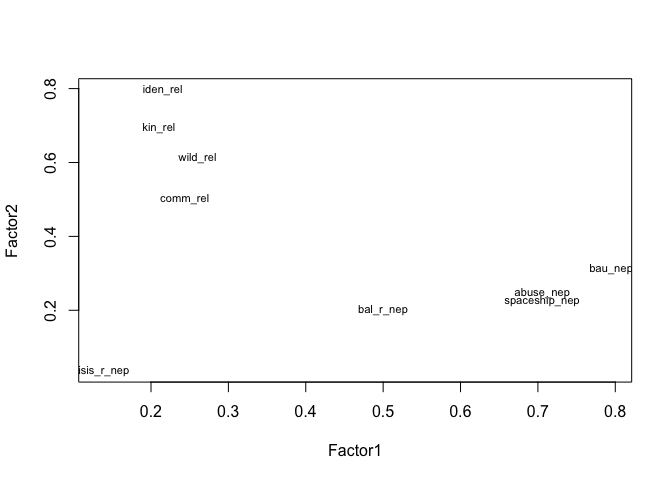 0.8
iden_rel
kin_rel
wild_rel
0.6
comm_rel
Factor2
0.4
bau_nep
abuse_nep
spaceship_nep
0.2
bal_r_nep
isis_r_nep
0.2 0.3 0.4 0.5 0.6 0.7 0.8
Factor1